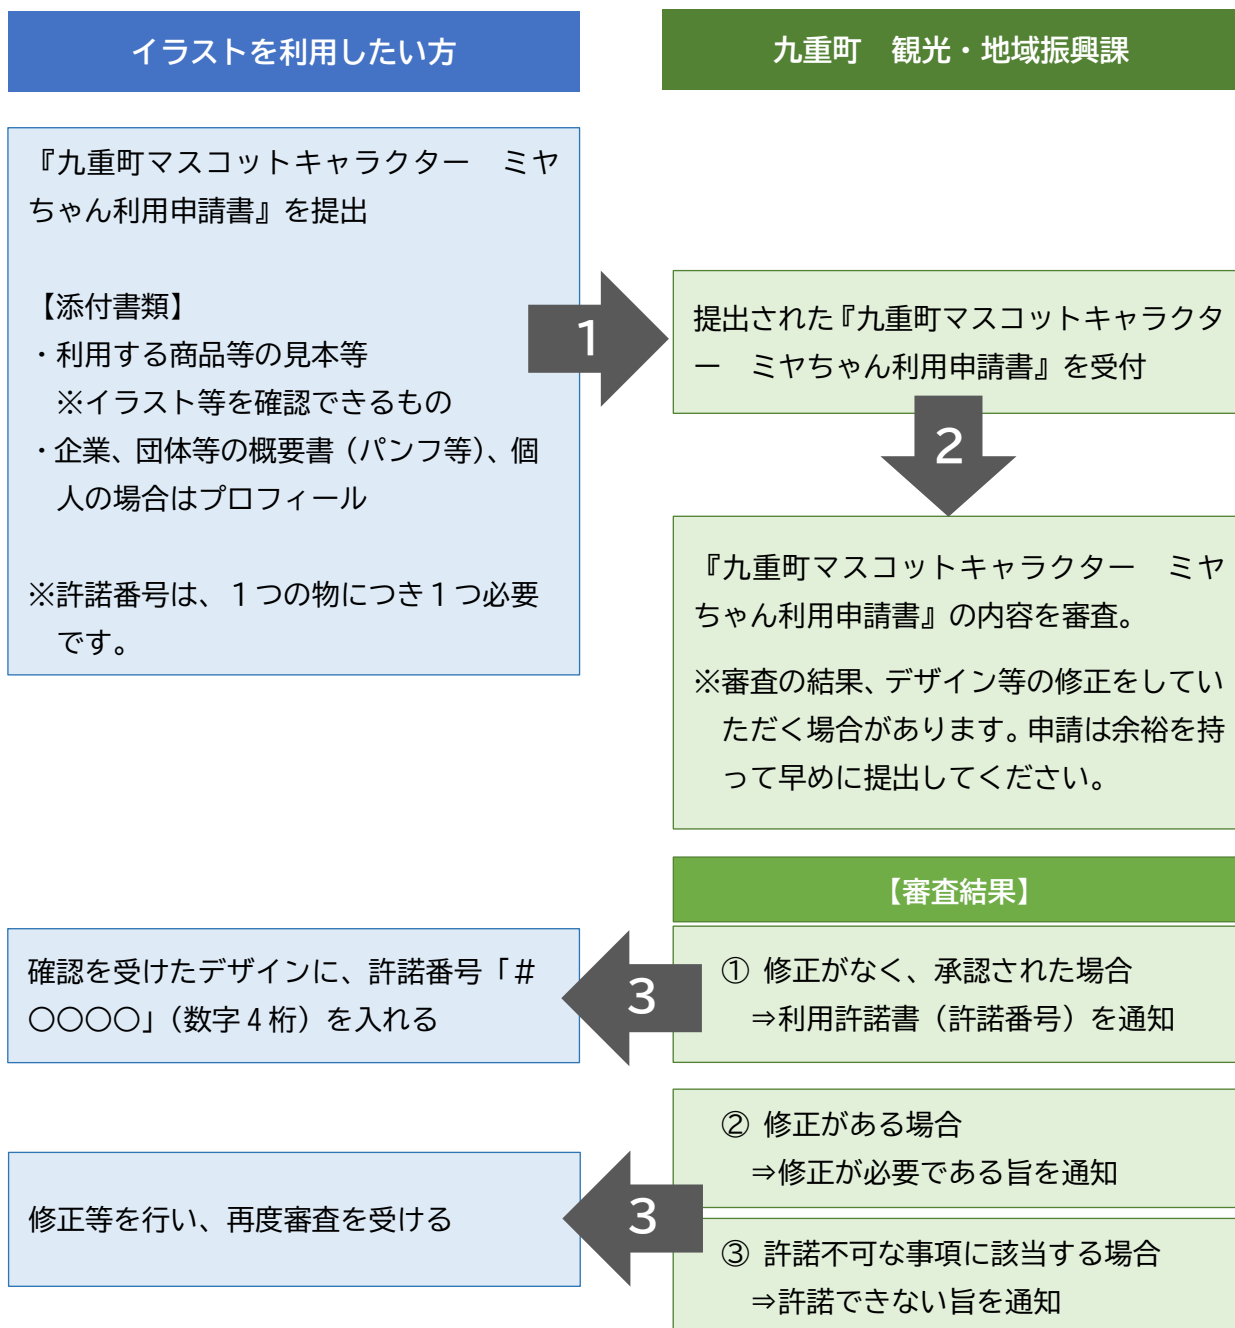 イラストを利用したい方
九重町　観光・地域振興課
『九重町マスコットキャラクター　ミヤ
ちゃん利用申請書』を提出
【添付書類】
・利用する商品等の見本等
※イラスト等を確認できるもの
・企業、団体等の概要書（パンフ等）、個
人の場合はプロフィール
※許諾番号は、１つの物につき１つ必要
です。
1
提出された『九重町マスコットキャラクタ
ー　ミヤちゃん利用申請書』を受付
2
『九重町マスコットキャラクター　ミヤ
ちゃん利用申請書』の内容を審査。
※審査の結果、デザイン等の修正をしてい
ただく場合があります。申請は余裕を持
って早めに提出してください。
【審査結果】
① 修正がなく、承認された場合
⇒利用許諾書（許諾番号）を通知
3
確認を受けたデザインに、許諾番号「＃
〇〇〇〇」（数字４桁）を入れる
② 修正がある場合
⇒修正が必要である旨を通知
3
修正等を行い、再度審査を受ける
③ 許諾不可な事項に該当する場合
⇒許諾できない旨を通知